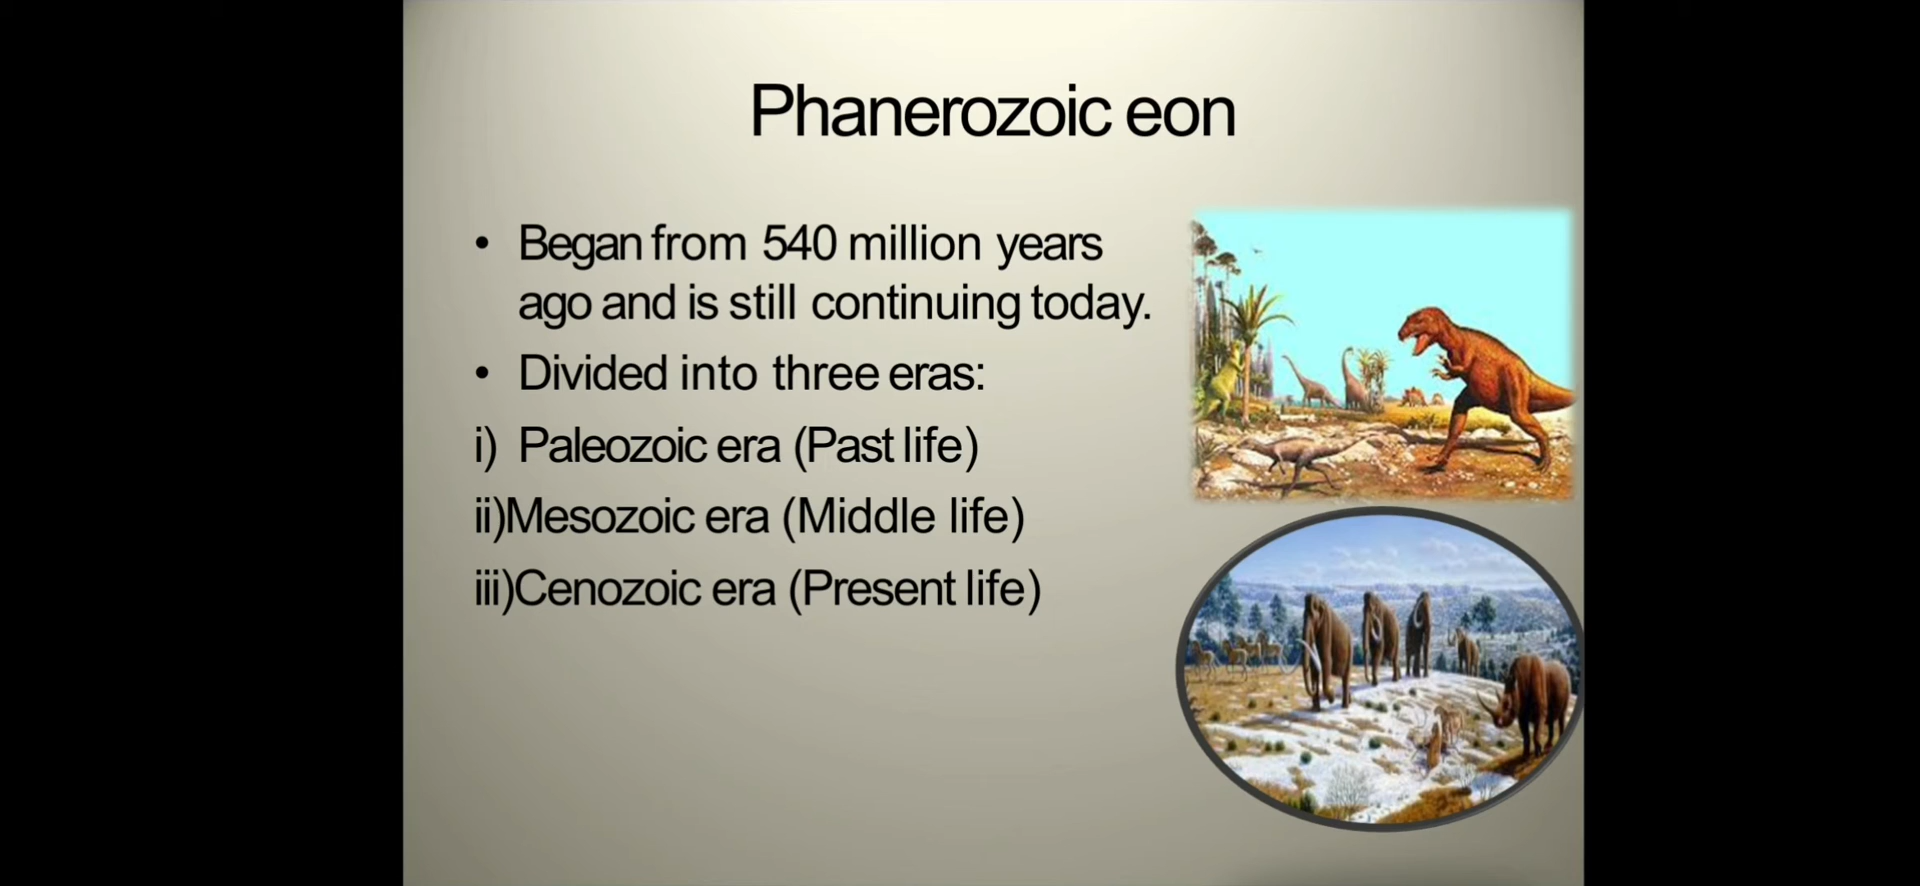 Phanerozoic eon
• Began from 540 million years
ago and is still continuing today.
• Divided into three eras:
i) Paleozoic era (Past life)
ii)Mesozoic era (Middle life)
iii)Cenozoic era (Present life)